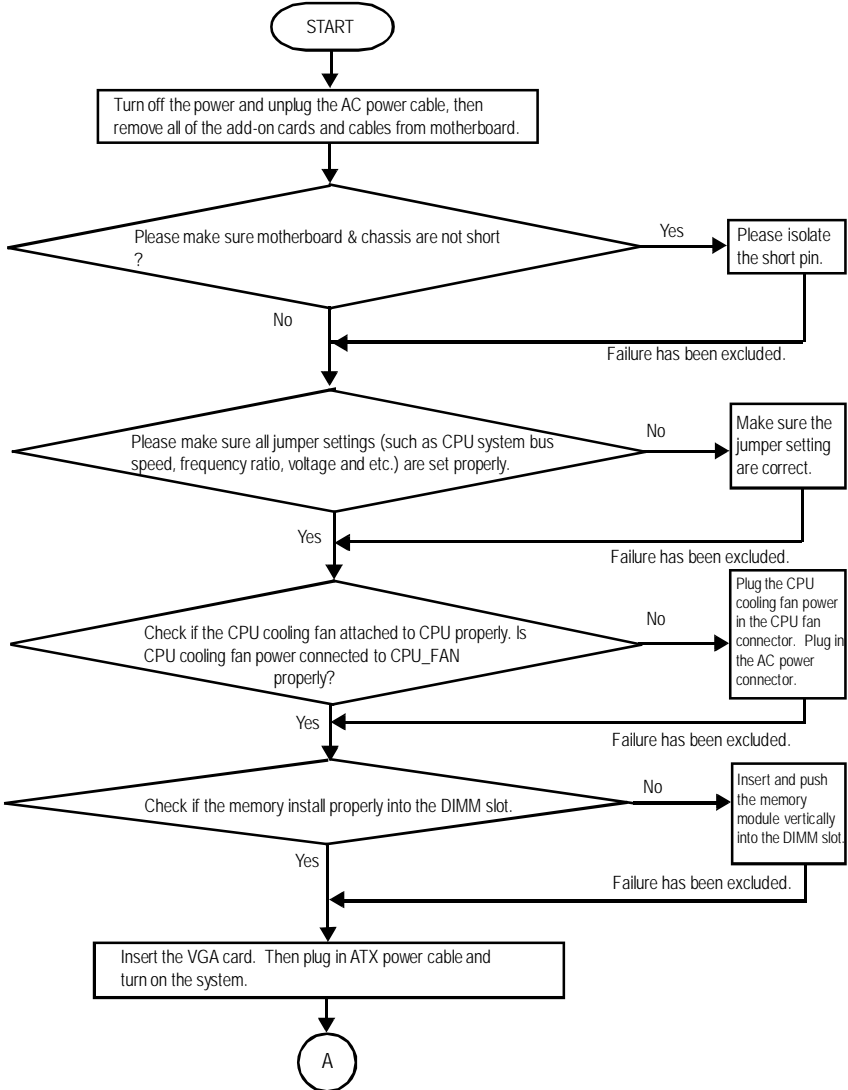 START
Turn off the power and unplug the AC power cable, then
remove all of the add-on cards and cables from motherboard.
Please make sure motherboard & chassis are not short
?
Yes
Please isolate
the short pin.
No
Failure has been excluded.
Please make sure all jumper settings (such as CPU system bus
speed, frequency ratio, voltage and etc.) are set properly.
No
Make sure the
jumper setting
are correct.
Yes
Failure has been excluded.
Check if the CPU cooling fan attached to CPU properly. Is
CPU cooling fan power connected to CPU_FAN
properly?
No
Plug the CPU
cooling fan power
in the CPU fan
connector. Plug in
the AC power
connector.
Yes
Failure has been excluded.
Check if the memory install properly into the DIMM slot.
No
Insert and push
the memory
module vertically
into the DIMM slot.
Yes
Failure has been excluded.
Insert the VGA card. Then plug in ATX power cable and
turn on the system.
A